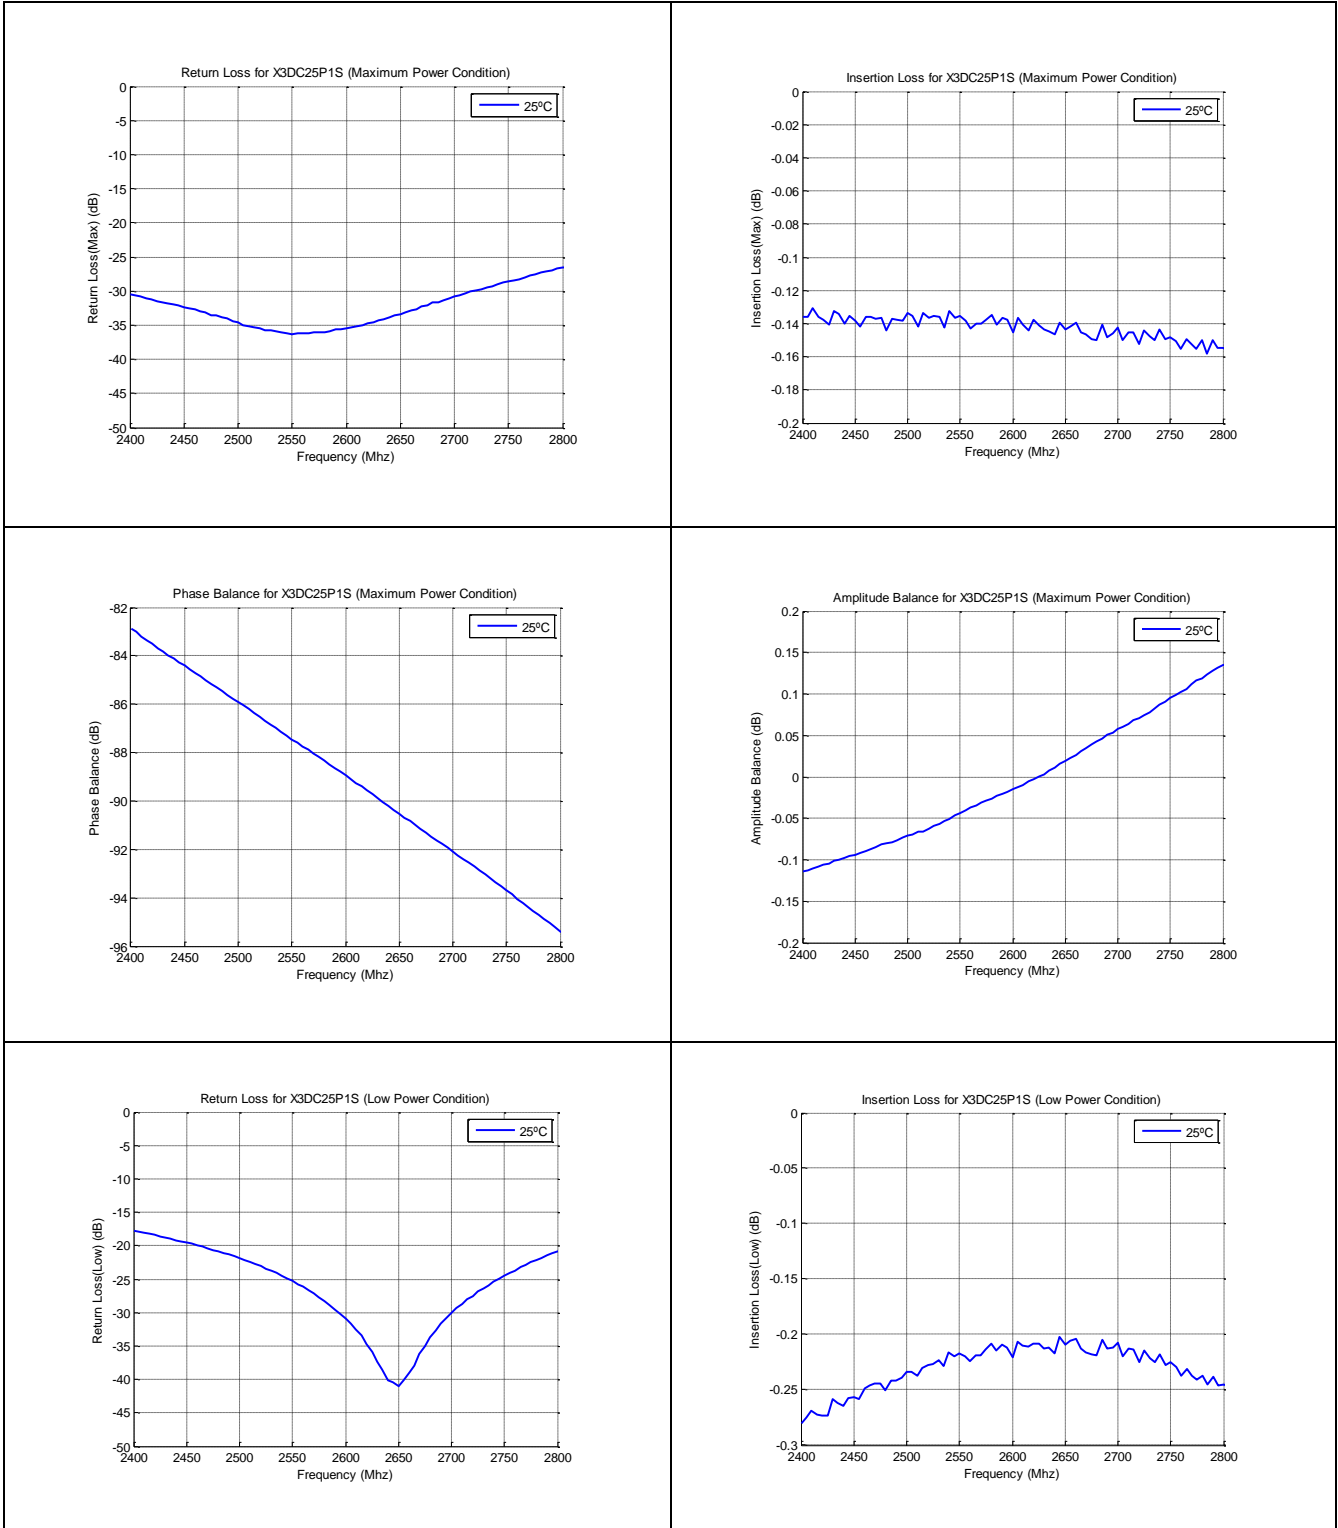 Return Loss for X3DC25P1S (Maximum Power Condition)
25ºC
Return Loss(Max) (dB)
0
-5
-10
-15
-20
-25
-30
-35
-40
-45
-50
2400 2450 2500 2550 2600 2650 2700 2750 2800
Frequency (Mhz)
Insertion Loss for X3DC25P1S (Maximum Power Condition)
25ºC
Insertion Loss(Max) (dB)
0
-0.02
-0.04
-0.06
-0.08
-0.1
-0.12
-0.14
-0.16
-0.18
-0.2
2400 2450 2500 2550 2600 2650 2700 2750 2800
Frequency (Mhz)
Phase Balance for X3DC25P1S (Maximum Power Condition)
25ºC
Phase Balance (dB)
-82
-84
-86
-88
-90
-92
-94
-96
2400 2450 2500 2550 2600 2650 2700 2750 2800
Frequency (Mhz)
Amplitude Balance for X3DC25P1S (Maximum Power Condition)
25ºC
Amplitude Balance (dB)
0.2
0.15
0.1
0.05
0
-0.05
-0.1
-0.15
-0.2
2400 2450 2500 2550 2600 2650 2700 2750 2800
Frequency (Mhz)
Return Loss for X3DC25P1S (Low Power Condition)
25ºC
Return Loss(Low) (dB)
0
-5
-10
-15
-20
-25
-30
-35
-40
-45
-50
2400 2450 2500 2550 2600 2650 2700 2750 2800
Frequency (Mhz)
Insertion Loss for X3DC25P1S (Low Power Condition)
25ºC
Insertion Loss(Low) (dB)
0
-0.05
-0.1
-0.15
-0.2
-0.25
-0.3
2400 2450 2500 2550 2600 2650 2700 2750 2800
Frequency (Mhz)